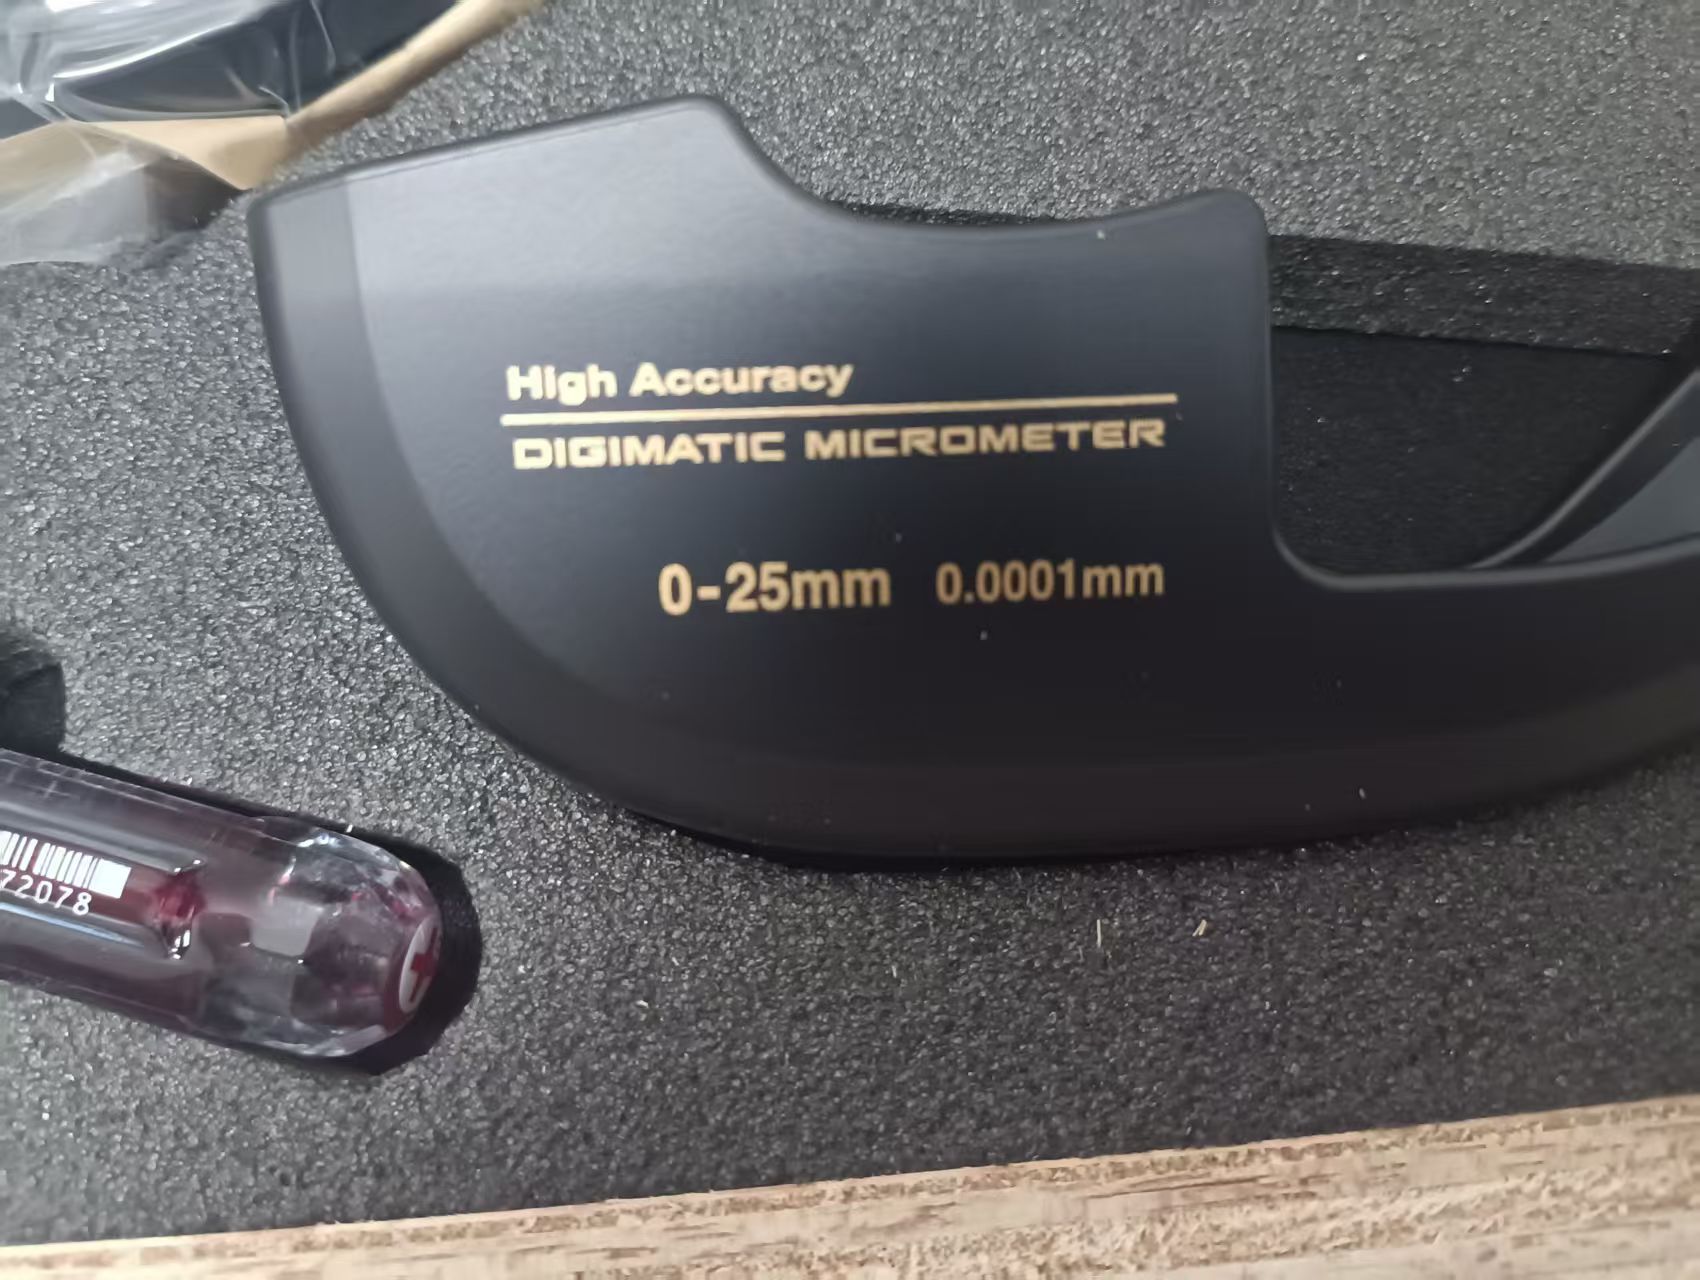 High Accuracy
DIGIMATIC MICROMETER
0-25mm 0.0001mm
72078